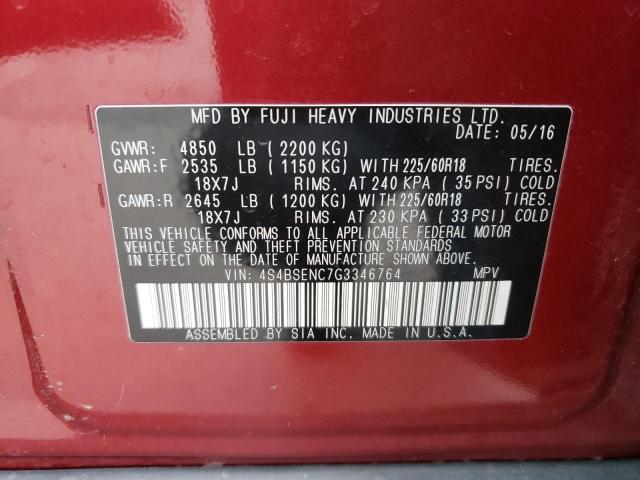 MFD BY FUJI HEAVY INDUSTRIES LTD.
DATE: 05/16
GVWR: 4850 LB (2200 KG)
GAWR:F 2535 LB (1150 KG) WITH 225/60R18 TIRES.
18X7J RIMS. AT 240 KPA (35 PSI) COLD
GAWR:R 2645 LB (1200 KG) WITH 225/60R18 TIRES.
18X7J RIMS. AT 230 KPA (33 PSI) COLD
THIS VEHICLE CONFORMS TO ALL APPLICABLE FEDERAL MOTOR
VEHICLE SAFETY AND THEFT PREVENTION STANDARDS
IN EFFECT ON THE DATE OF MANUFACTURE SHOWN ABOVE.
VIN: 4S4BSENC7G3346764 MPV
ASSEMBLED BY SIA INC. MADE IN U.S.A.